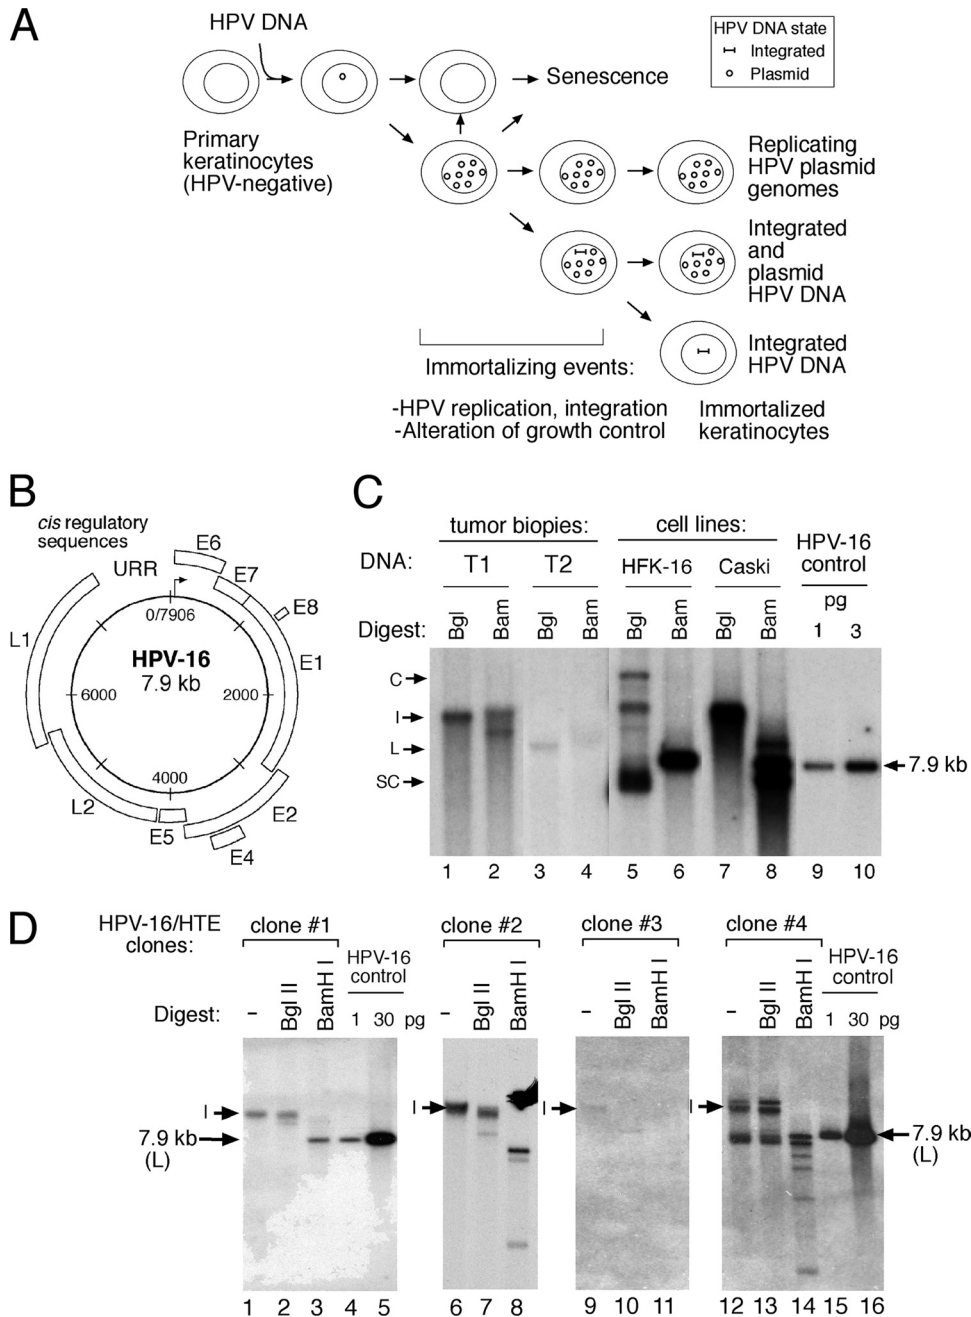 A
HPV DNA
HPV DNA state
Integrated
Plasmid
Senescence
Primary
keratinocytes
(HPV-negative)
Replicating
HPV plasmid
genomes
Integrated
and
plasmid
HPV DNA
Integrated
HPV DNA
Immortalizing events:
-HPV replication, integration
-Alteration of growth control
Immortalized
keratinocytes
B
cis regulatory
sequences
URR
E6
E7
E8
E1
E2
E4
E5
L2
L1
0/7906
2000
4000
6000
HPV-16
7.9 kb
C
tumor biopies:
cell lines:
HPV-16
control
DNA:
T1
T2
HFK-16
Caski
pg
Digest:
Bgl
Bam
Bgl
Bam
Bgl
Bam
Bgl
Bam
1
3
C
I
L
SC
7.9 kb
1 2 3 4 5 6 7 8 9 10
D
HPV-16/HTE
clones:
clone #1
clone #2
clone #3
clone #4
HPV-16
control
HPV-16
control
Digest:
-
Bgl II
BamH I
1 30 pg
-
Bgl II
BamH I
-
Bgl II
BamH I
-
Bgl II
BamH I
1 30 pg
I
7.9 kb
(L)
I
I
I
7.9 kb
(L)
1 2 3 4 5 6 7 8 9 10 11 12 13 14 15 16